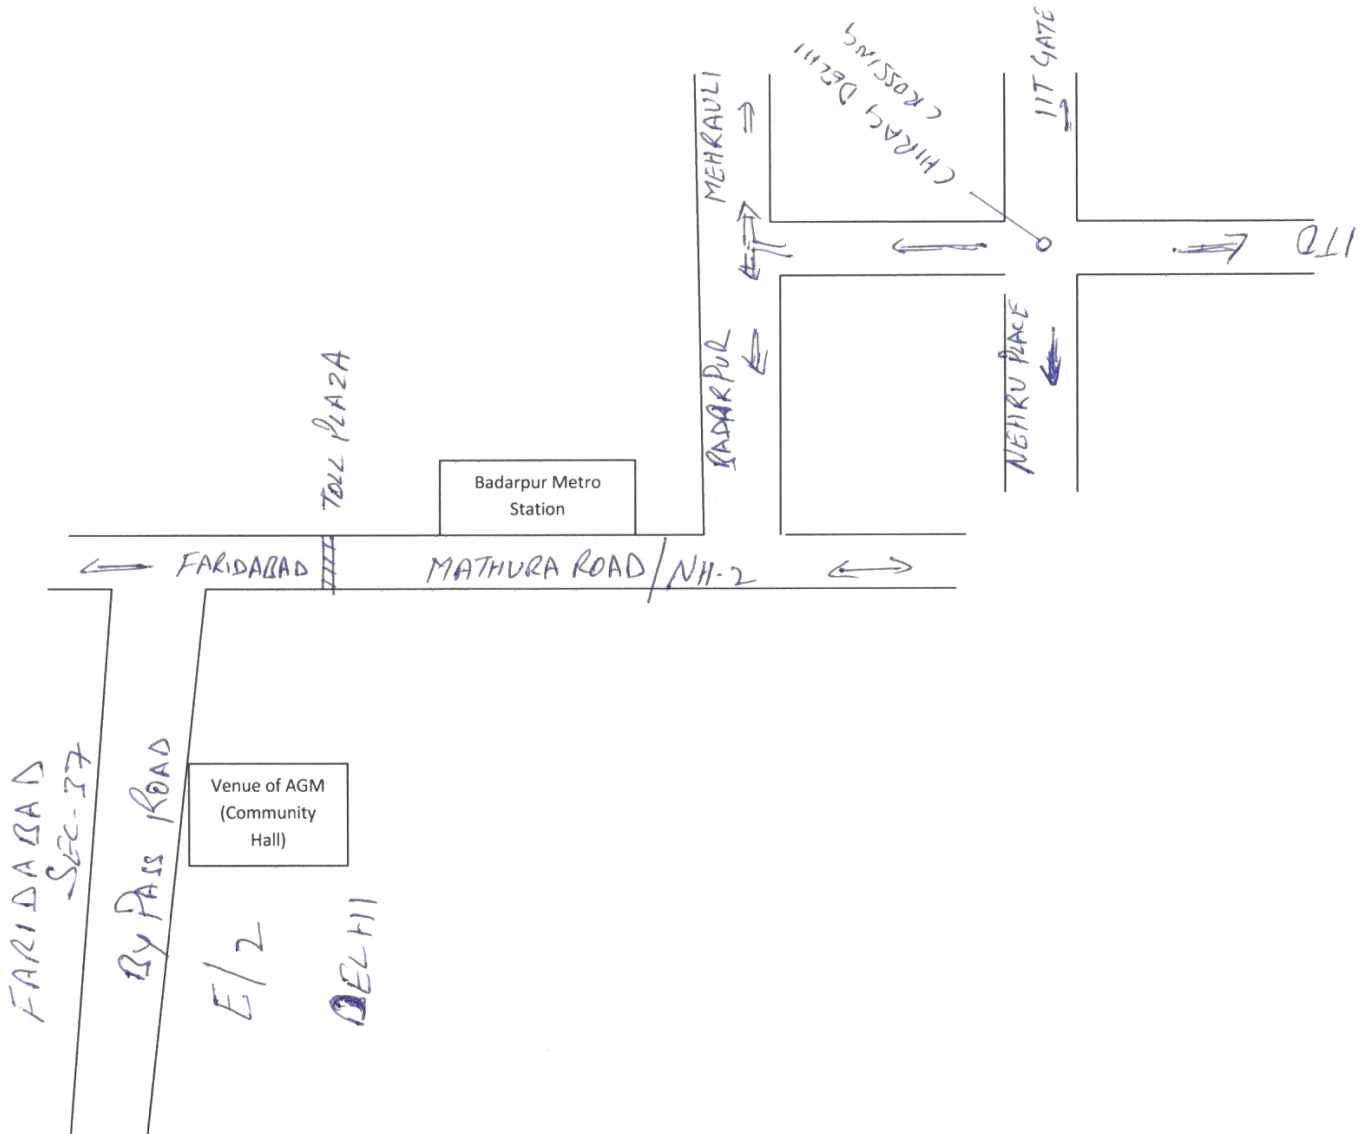 IIT GATE
CHIRAG DELHI
CROSSING
MEHRAULI
ITO
BADARPUR
NEHRU PLACE
TOLL PLAZA
Badarpur Metro
Station
FARIDABAD
MATHURA ROAD/NH-2
FARIDABAD
SEC-37
By PASS ROAD
Venue of AGM
(Community
Hall)
E/2
DELHI